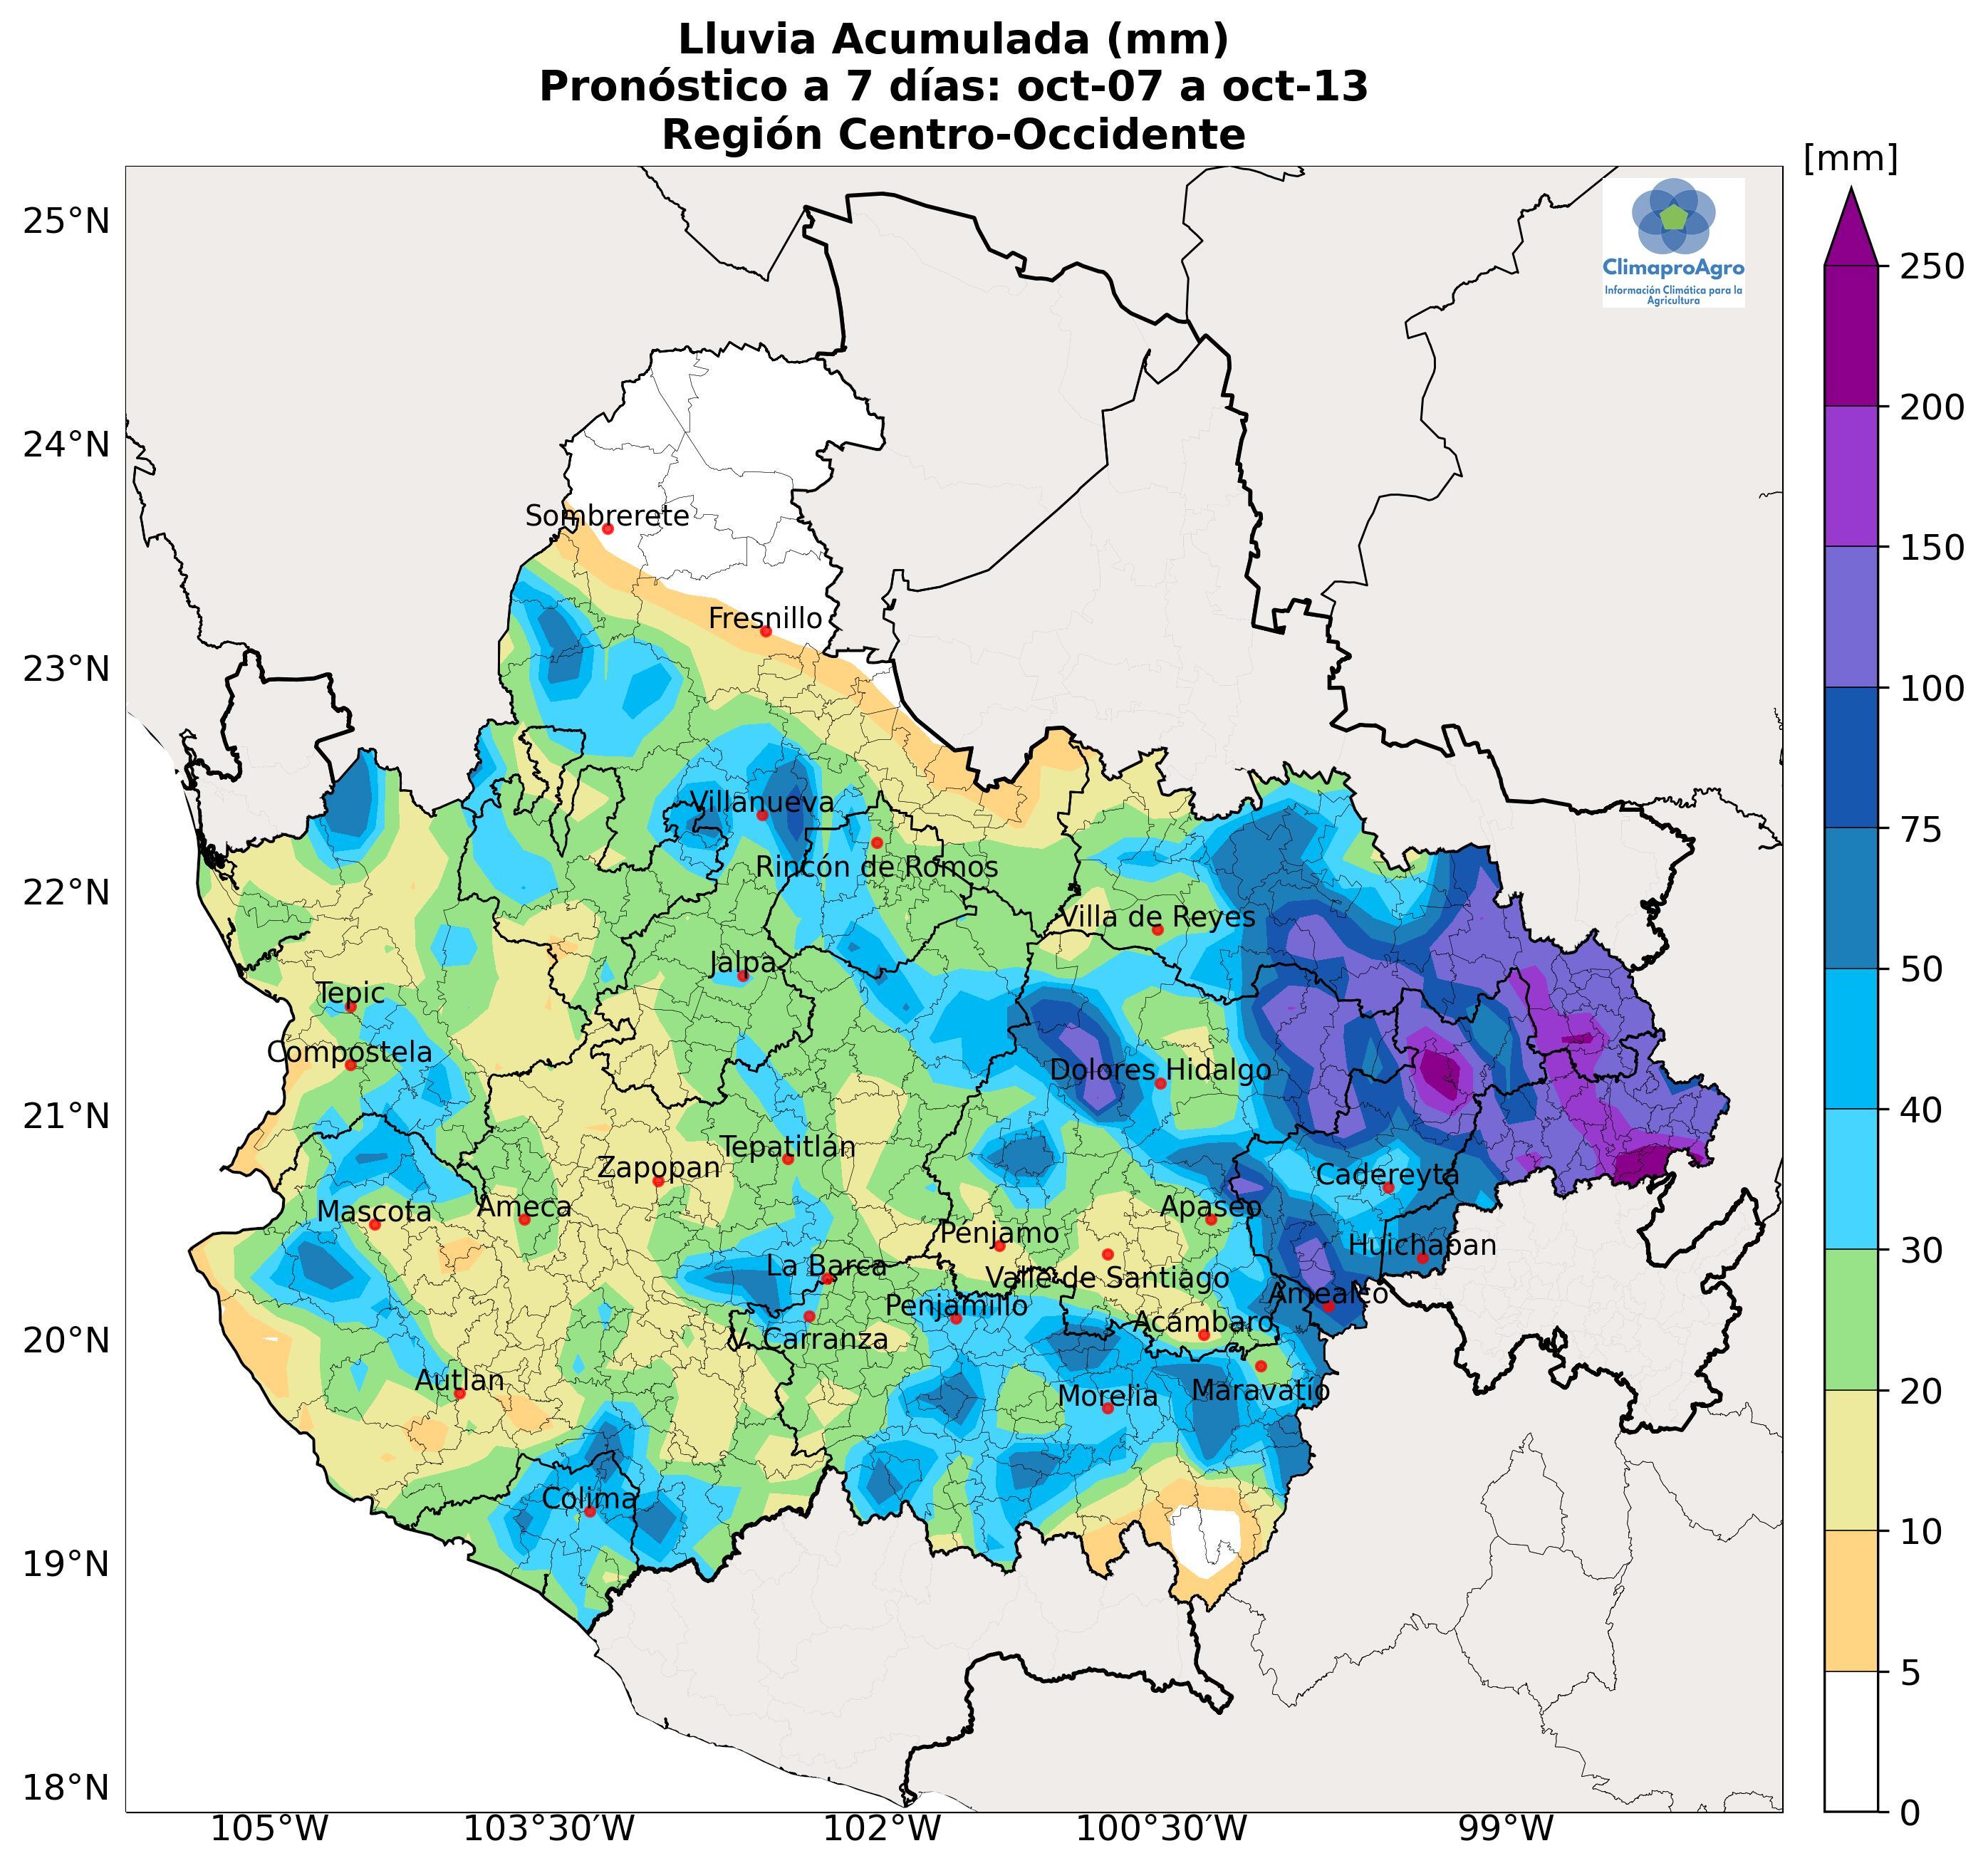 Lluvia Acumulada (mm)
Pronóstico a 7 días: oct-07 a oct-13
Región Centro-Occidente
[mm]
ClimaproAgro
Información Climática para la
Agricultura
25°N
24°N
23°N
22°N
21°N
20°N
19°N
18°N
250
200
150
100
75
50
40
30
20
10
5
0
Sombrerete
Fresnillo
Villanueva
Rincón de Romos
Villa de Reyes
Jalpa
Tepic
Compostela
Dolores Hidalgo
Tepatitlán
Zapopan
Cadereyta
Mascota
Ameca
Apaseo
Pénjamo
Huichapan
La Barca
Valle de Santiago
Amealco
Penjamillo
Acámbaro
V. Carranza
Autlan
Morelia
Maravatío
Colima
105°W
103°30'W
102°W
100°30'W
99°W